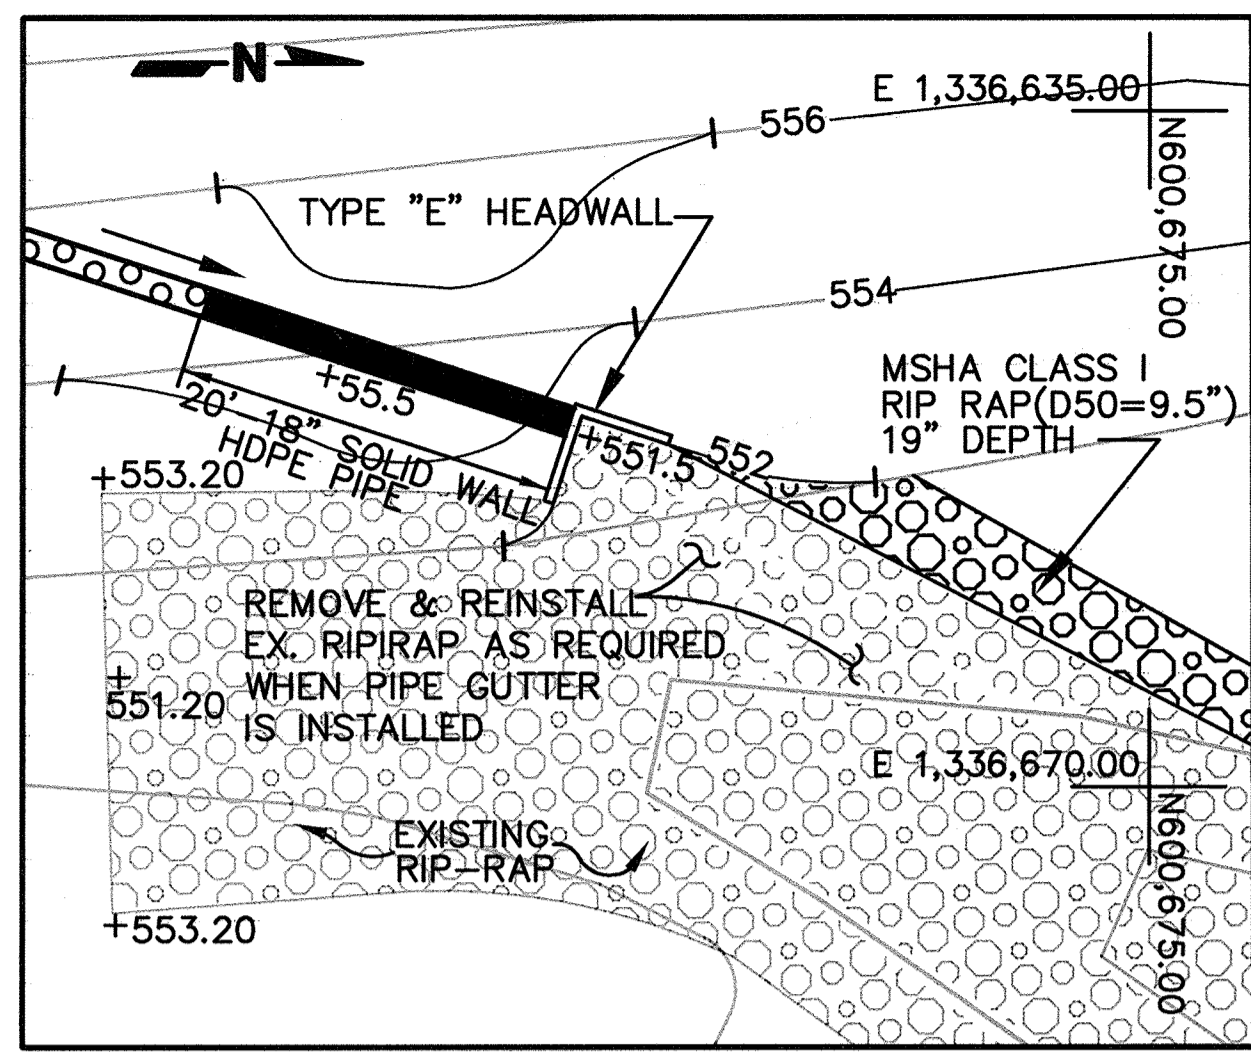 N
E 1,336,635.00
N600,675.00
556
TYPE "E" HEADWALL
554
MSHA CLASS I
RIP RAP(D50=9.5")
19" DEPTH
+55.5
20'-18" SOLID WALL
HDPE PIPE
+551.5
552
+553.20
REMOVE & REINSTALL
EX. RIPIRAP AS REQUIRED
WHEN PIPE GUTTER
IS INSTALLED
+
551.20
E 1,336,670.00
N600,675.00
EXISTING
RIP-RAP
+553.20